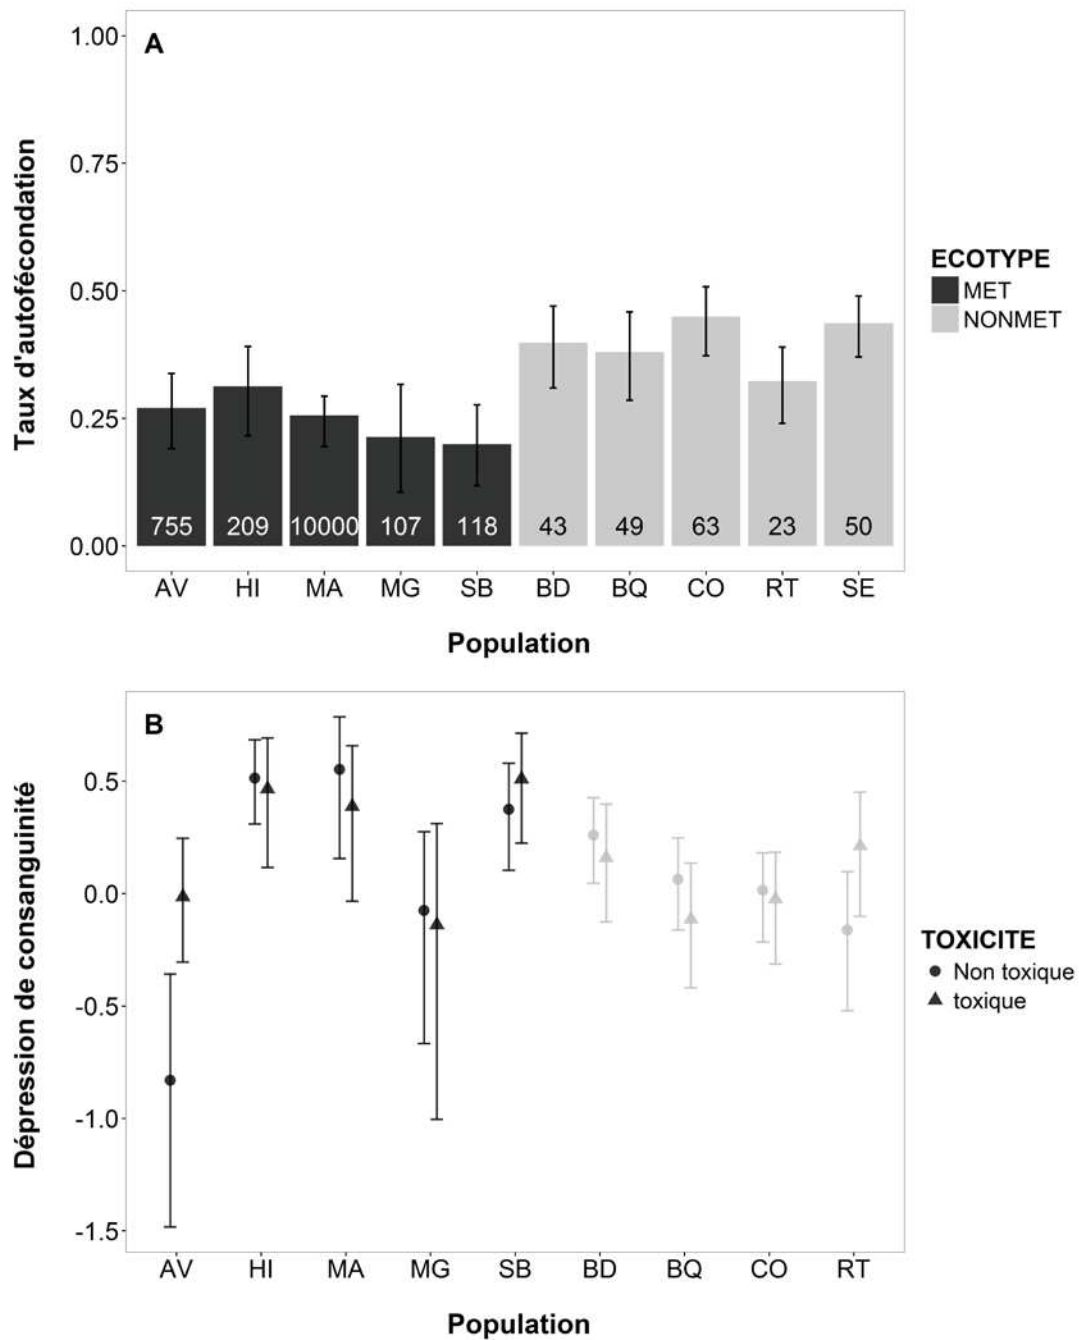 A
1.00
0.75
0.50
0.25
0.00
Taux d'autofécondation
755 209 10000 107 118 43 49 63 23 50
AV HI MA MG SB BD BQ CO RT SE
Population
ECOTYPE
MET
NONMET
B
0.5
0.0
-0.5
-1.0
-1.5
Dépression de consanguinité
AV HI MA MG SB BD BQ CO RT
Population
TOXICITE
Non toxique
toxique